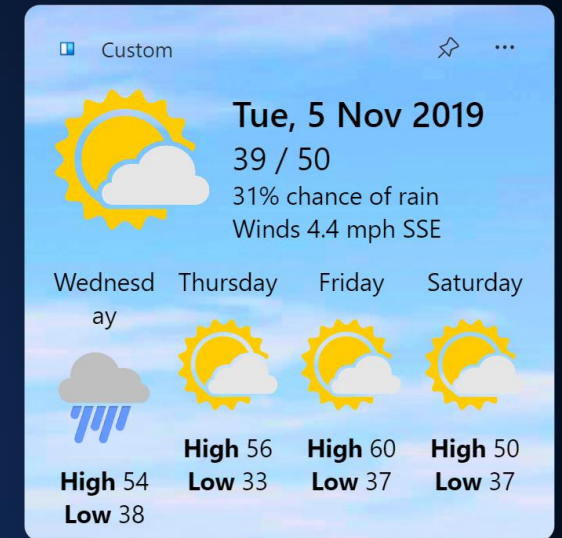 Custom
Tue, 5 Nov 2019
39 / 50
31% chance of rain
Winds 4.4 mph SSE
Wednesd
ay
Thursday
Friday
Saturday
High 54
Low 38
High 56
Low 33
High 60
Low 37
High 50
Low 37